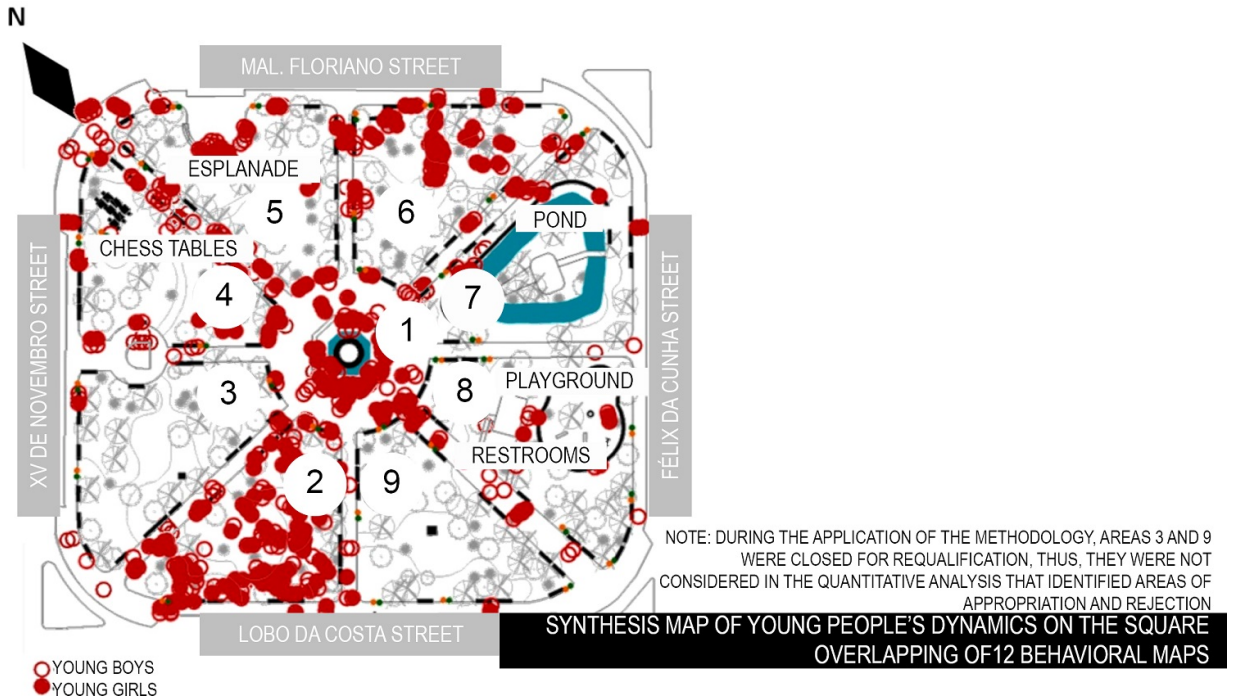 N
MAL. FLORIANO STREET
ESPLANADE
5
6
POND
CHESS TABLES
4
7
1
XV DE NOVEMBRO STREET
FÉLIX DA CUNHA STREET
3
8
PLAYGROUND
RESTROOMS
2
9
NOTE: DURING THE APPLICATION OF THE METHODOLOGY, AREAS 3 AND 9
WERE CLOSED FOR REQUALIFICATION, THUS, THEY WERE NOT
CONSIDERED IN THE QUANTITATIVE ANALYSIS THAT IDENTIFIED AREAS OF
APPROPRIATION AND REJECTION
LOBO DA COSTA STREET
SYNTHESIS MAP OF YOUNG PEOPLE'S DYNAMICS ON THE SQUARE
OVERLAPPING OF12 BEHAVIORAL MAPS
YOUNG BOYS
YOUNG GIRLS